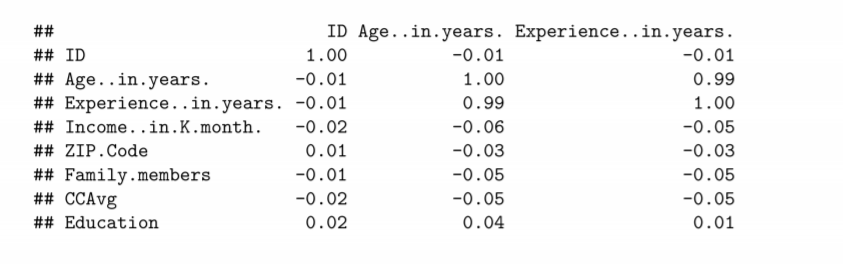 ##                        ID Age..in.years. Experience..in.years.
## ID                   1.00          -0.01                 -0.01
## Age..in.years.      -0.01           1.00                  0.99
## Experience..in.years. -0.01          0.99                  1.00
## Income..in.K.month. -0.02          -0.06                 -0.05
## ZIP.Code             0.01          -0.03                 -0.03
## Family.members      -0.01          -0.05                 -0.05
## CCAvg               -0.02          -0.05                 -0.05
## Education            0.02           0.04                  0.01